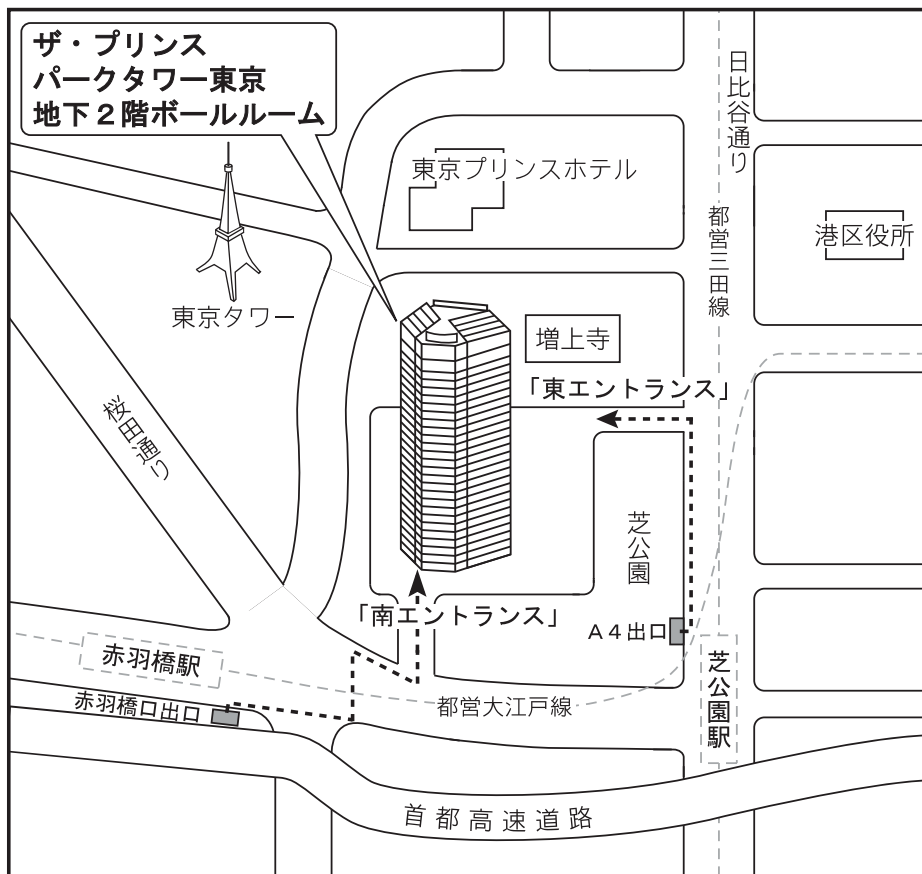 ザ・プリンス
パークタワー東京
地下２階ボールルーム
日比谷通り
東京プリンスホテル
都営三田線
港区役所
東京タワー
増上寺
「東エントランス」
桜田通り
芝公園
「南エントランス」
Ａ４出口
赤羽橋駅
芝公園駅
赤羽橋口出口
都営大江戸線
首都高速道路